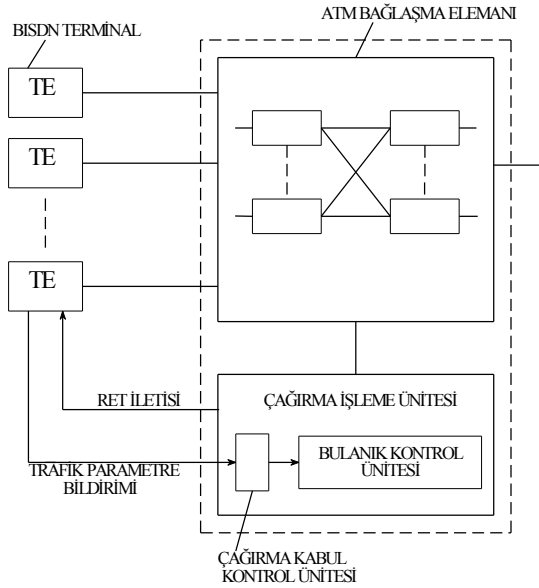 ATM BAĞLAŞMA ELEMANI
BISDN TERMİNAL
TE
TE
TE
RET İLETİSİ
ÇAĞIRMA İŞLEME ÜNİTESİ
BULANIK KONTROL
ÜNİTESİ
TRAFİK PARAMETRE
BİLDİRİMİ
ÇAĞIRMA KABUL
KONTROL ÜNİTESİ